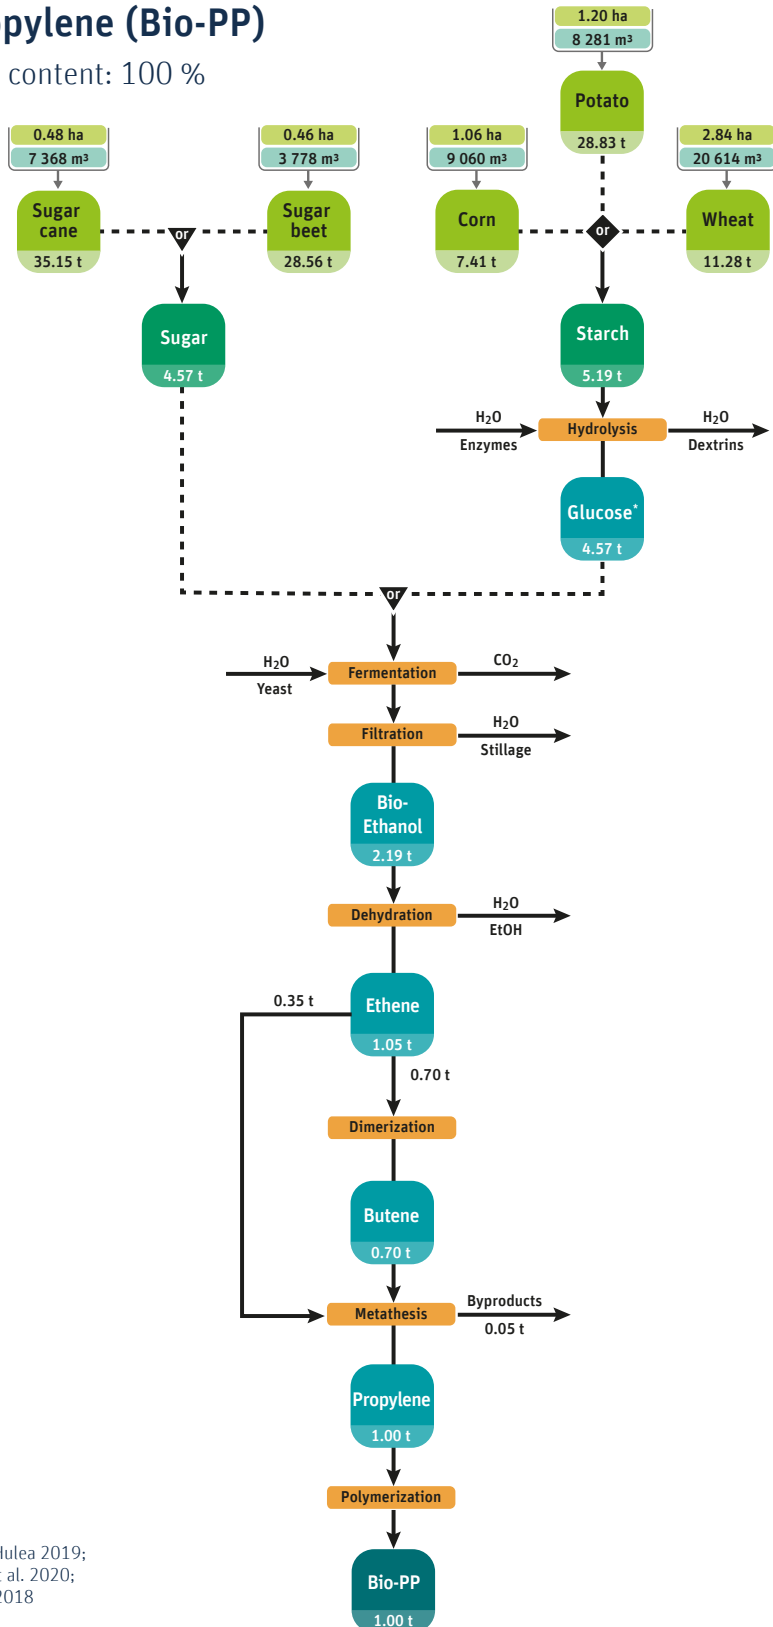 opylene (Bio-PP)
content: 100 %
1.20 ha
8 281 m³
Potato
28.83 t
0.48 ha
7 368 m³
Sugar
cane
35.15 t
or
0.46 ha
3 778 m³
Sugar
beet
28.56 t
1.06 ha
9 060 m³
Corn
7.41 t
or
2.84 ha
20 614 m³
Wheat
11.28 t
Sugar
4.57 t
Starch
5.19 t
H₂O
Enzymes
Hydrolysis
H₂O
Dextrins
Glucose*
4.57 t
or
H₂O
Yeast
Fermentation
CO₂
Filtration
H₂O
Stillage
Bio-
Ethanol
2.19 t
Dehydration
H₂O
EtOH
0.35 t
Ethene
1.05 t
0.70 t
Dimerization
Butene
0.70 t
Metathesis
Byproducts
0.05 t
Propylene
1.00 t
Polymerization
Bio-PP
1.00 t
Hulea 2019;
t al. 2020;
2018